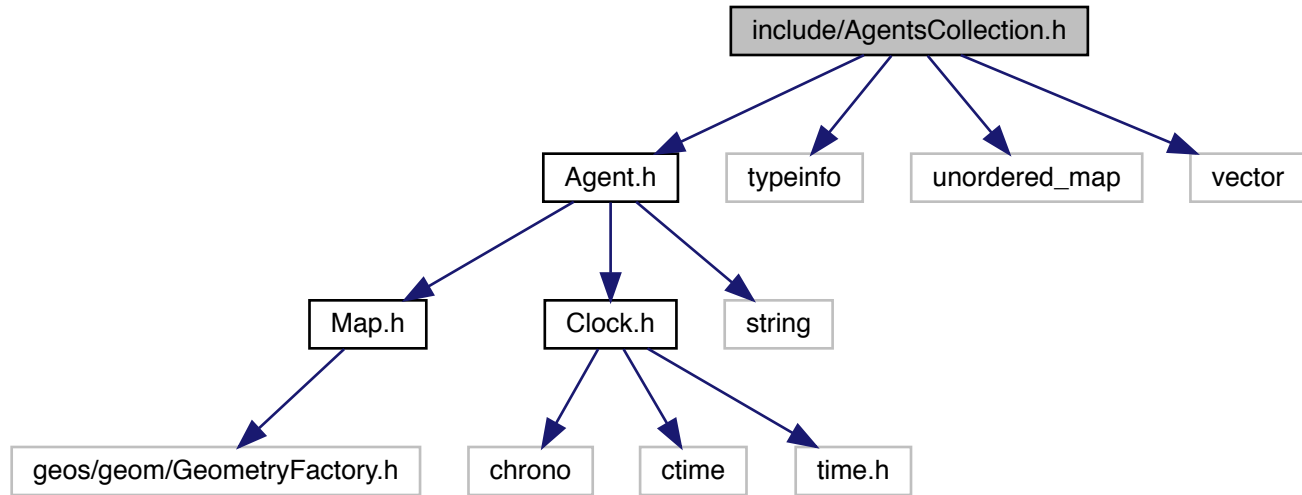 include/AgentsCollection.h
Agent.h
typeinfo
unordered_map
vector
Map.h
Clock.h
string
geos/geom/GeometryFactory.h
chrono
ctime
time.h